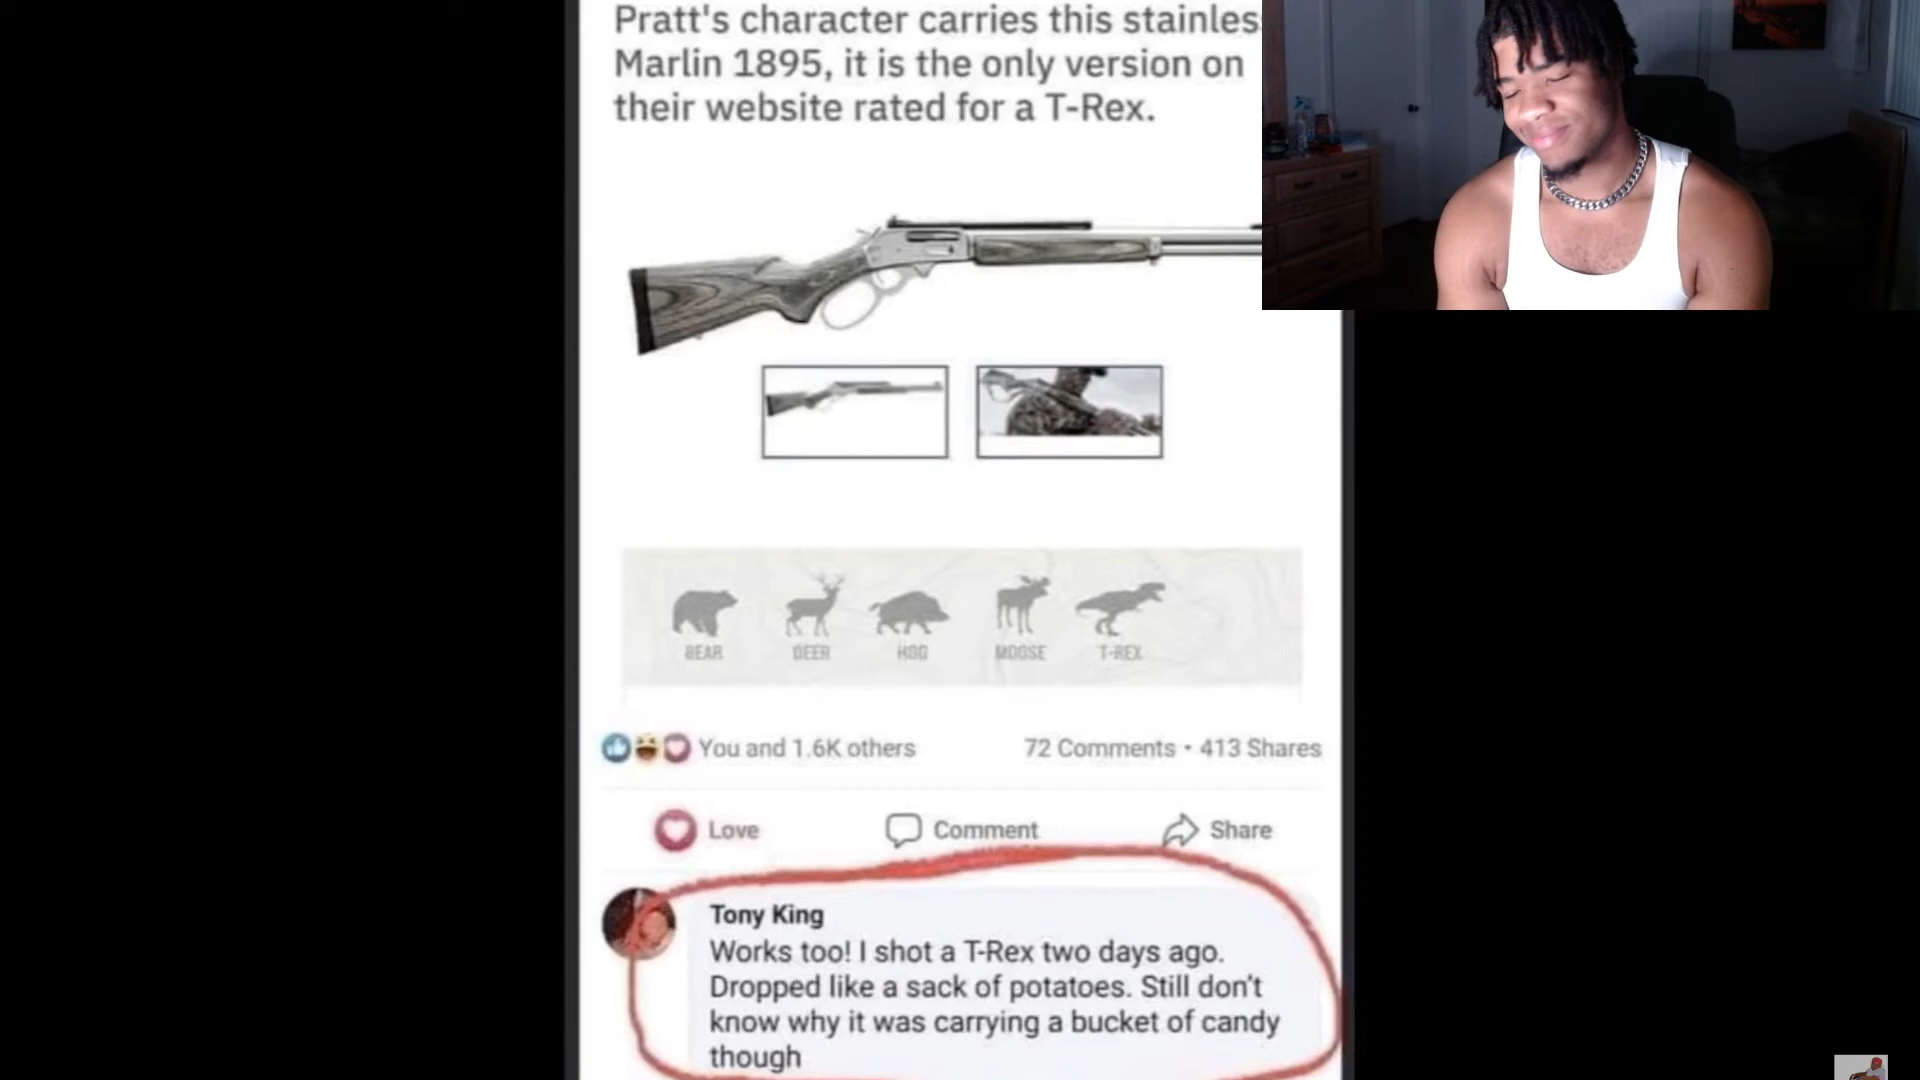 Pratt's character carries this stainles
Marlin 1895, it is the only version on
their website rated for a T-Rex.
BEAR DEER HOG MOOSE T-REX
You and 1.6K others 72 Comments • 413 Shares
Love Comment Share
Tony King
Works too! I shot a T-Rex two days ago.
Dropped like a sack of potatoes. Still don't
know why it was carrying a bucket of candy
though